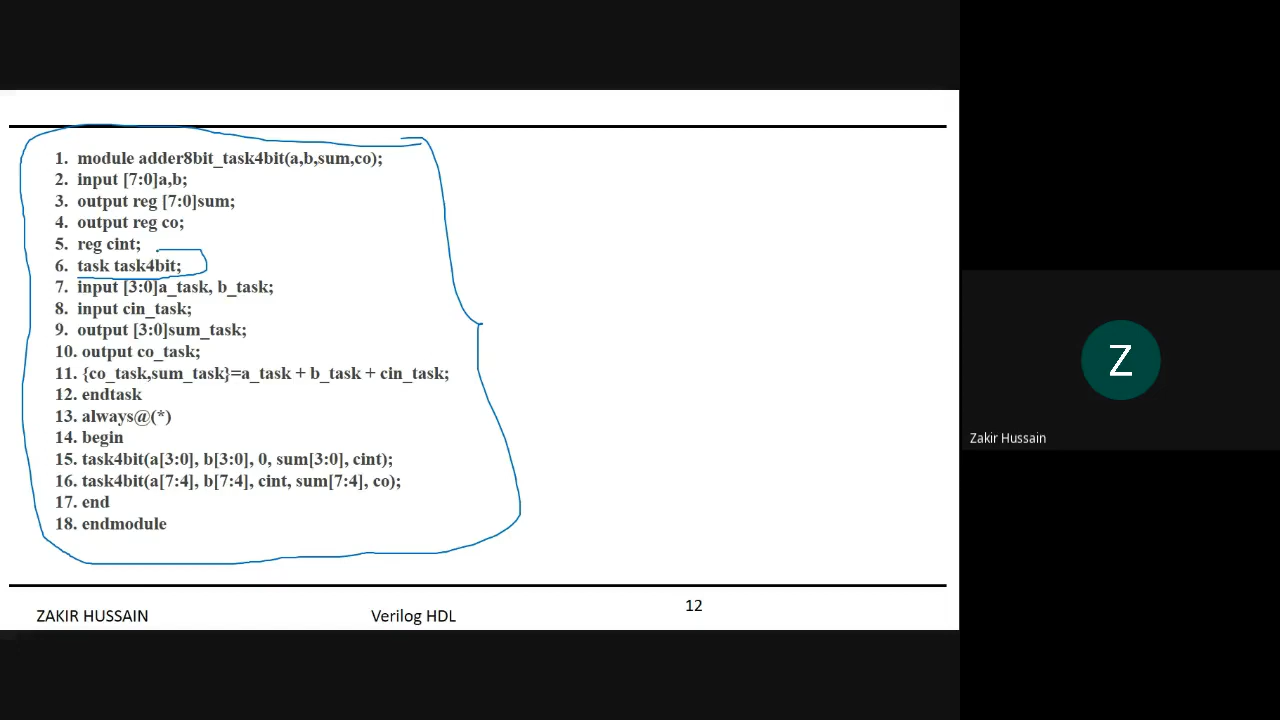 1. module adder8bit_task4bit(a,b,sum,co);
2. input [7:0]a,b;
3. output reg [7:0]sum;
4. output reg co;
5. reg cint;
6. task task4bit;
7. input [3:0]a_task, b_task;
8. input cin_task;
9. output [3:0]sum_task;
10. output co_task;
11. {co_task,sum_task}=a_task + b_task + cin_task;
12. endtask
13. always@(*)
14. begin
15. task4bit(a[3:0], b[3:0], 0, sum[3:0], cint);
16. task4bit(a[7:4], b[7:4], cint, sum[7:4], co);
17. end
18. endmodule
ZAKIR HUSSAIN
Verilog HDL
12
Z
Zakir Hussain